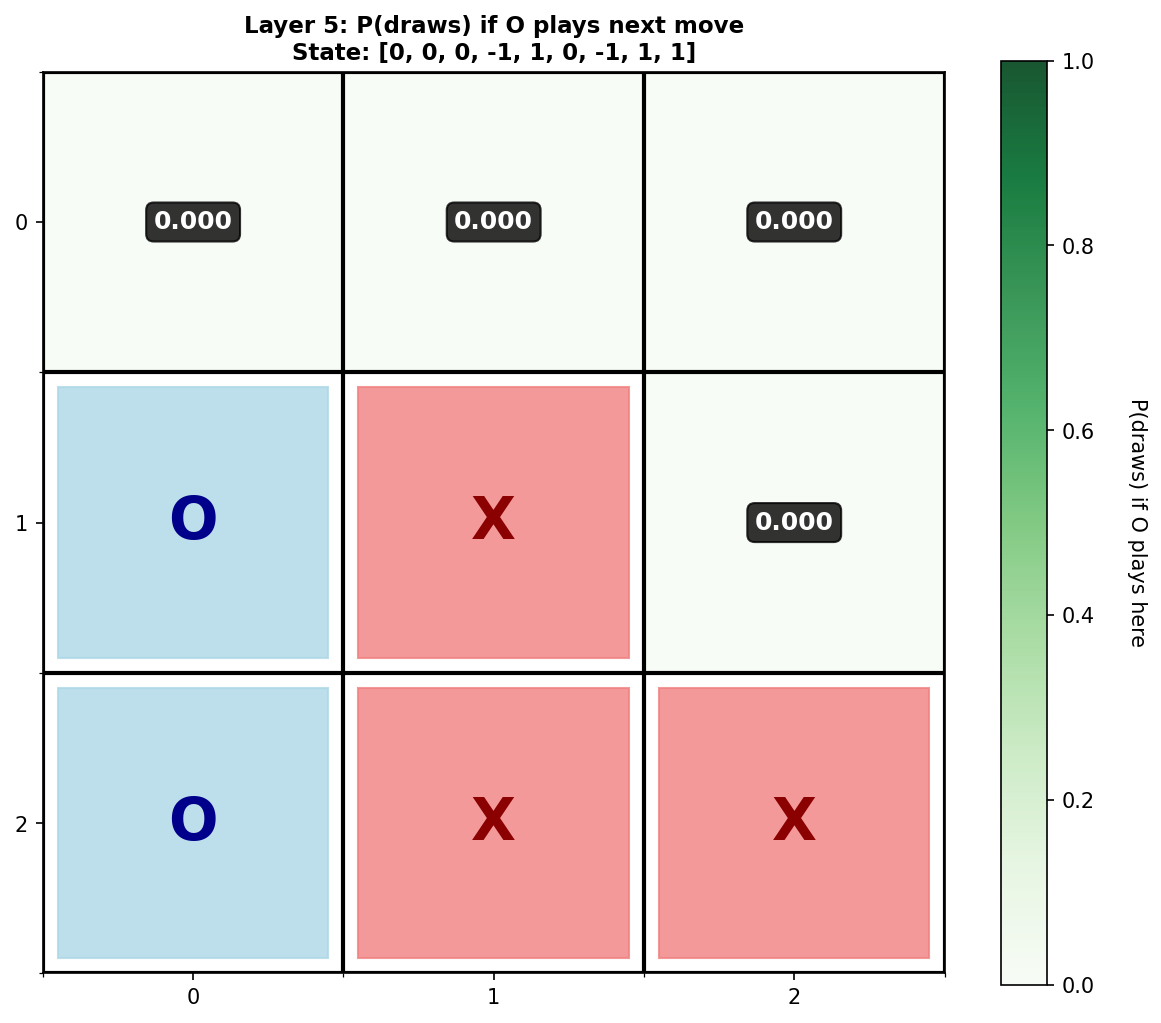 Layer 5: P(draws) if O plays next move
State: [0, 0, 0, -1, 1, 0, -1, 1, 1]
0
0.000
0.000
0.000
1
O
X
0.000
2
O
X
X
0
1
2
1.0
0.8
0.6
0.4
0.2
0.0
P(draws) if O plays here